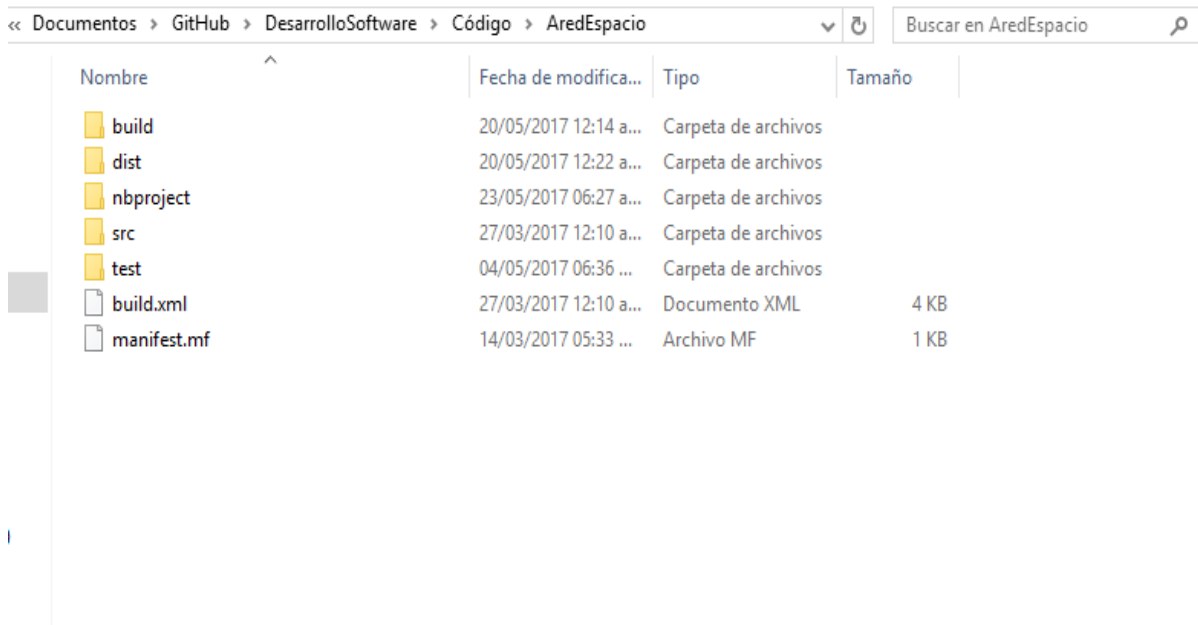 « Documentos > GitHub > DesarrolloSoftware > Código > AredEspacio Buscar en AredEspacio
Nombre Fecha de modifica... Tipo Tamaño
build 20/05/2017 12:14 a... Carpeta de archivos
dist 20/05/2017 12:22 a... Carpeta de archivos
nbproject 23/05/2017 06:27 a... Carpeta de archivos
src 27/03/2017 12:10 a... Carpeta de archivos
test 04/05/2017 06:36 ... Carpeta de archivos
build.xml 27/03/2017 12:10 a... Documento XML 4 KB
manifest.mf 14/03/2017 05:33 ... Archivo MF 1 KB